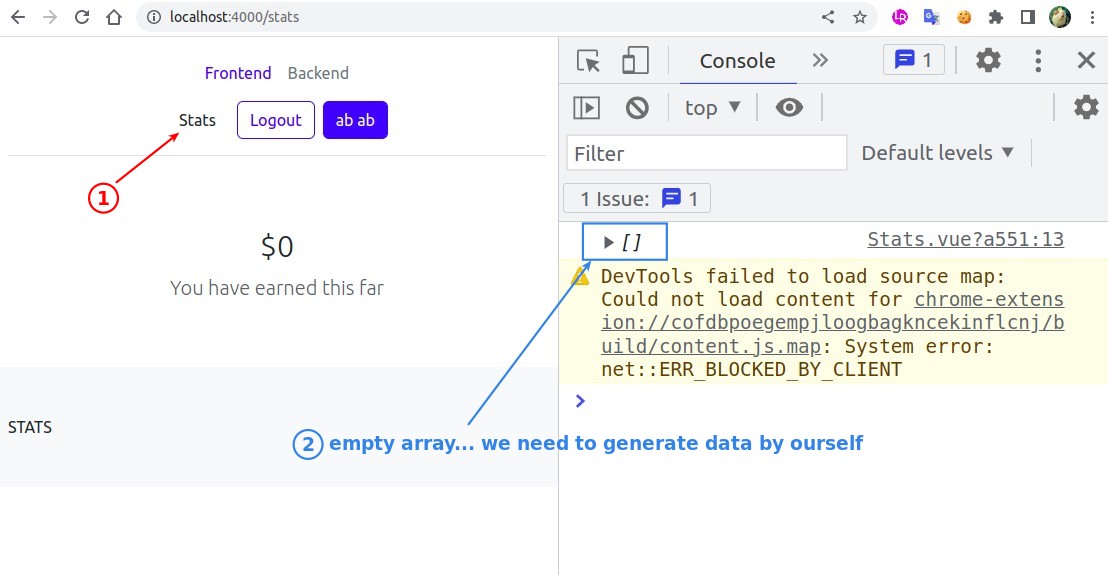 localhost:4000/stats
Frontend Backend
Stats Logout ab ab
1
$0
You have earned this far
STATS
Console
1
top
Filter
Default levels
1 Issue: 1
[]
Stats.vue?a551:13
DevTools failed to load source map:
Could not load content for chrome-extens
ion://cofdbpoegempjloogbagkncekinflcnj/b
uild/content.js.map: System error:
net::ERR_BLOCKED_BY_CLIENT
2 empty array... we need to generate data by ourself